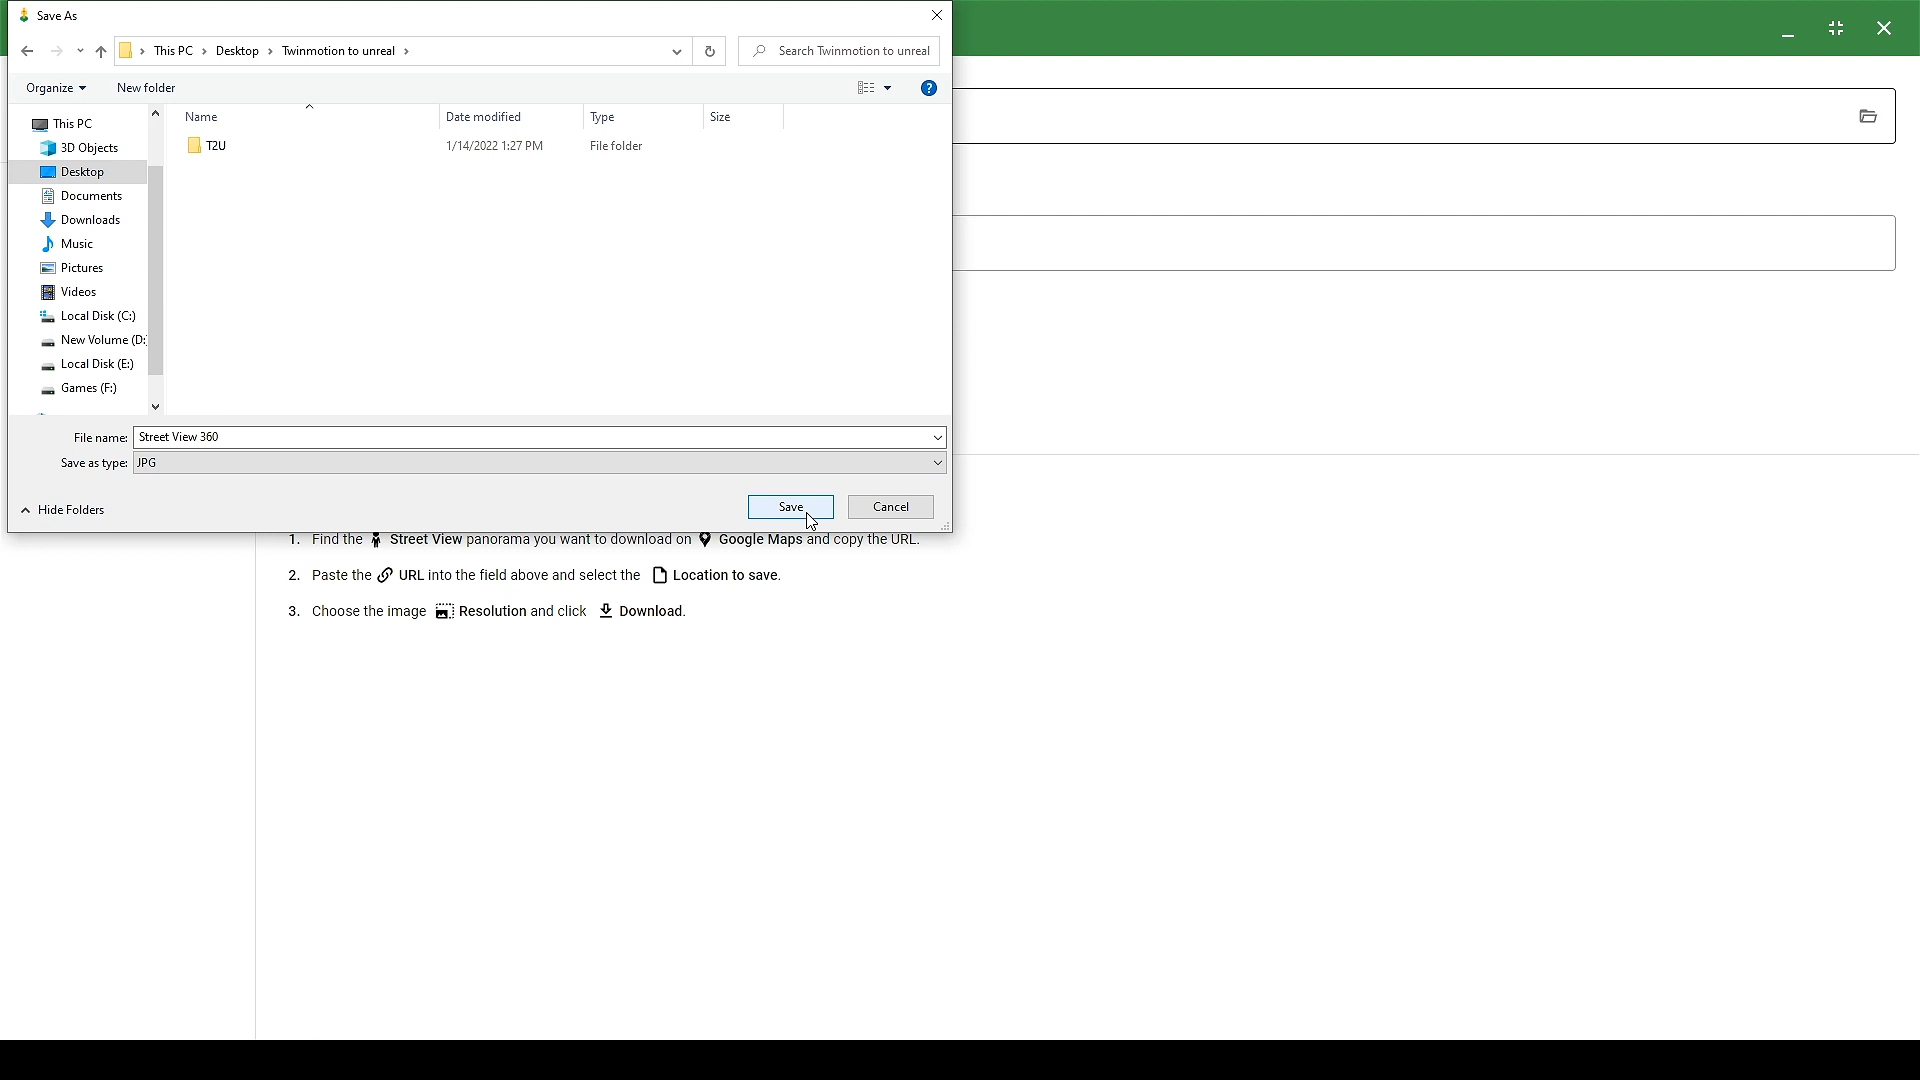 Save As
This PC > Desktop > Twinmotion to unreal >
Search Twinmotion to unreal
Organize
New folder
Name
Date modified
Type
Size
This PC
3D Objects
Desktop
Documents
Downloads
Music
Pictures
Videos
Local Disk (C:)
New Volume (D:
Local Disk (E:)
Games (F:)
T2U
1/14/2022 1:27 PM
File folder
File name: Street View 360
Save as type: JPG
Hide Folders
Save
Cancel
1. Find the Street View panorama you want to download on Google Maps and copy the URL.
2. Paste the URL into the field above and select the Location to save.
3. Choose the image Resolution and click Download.